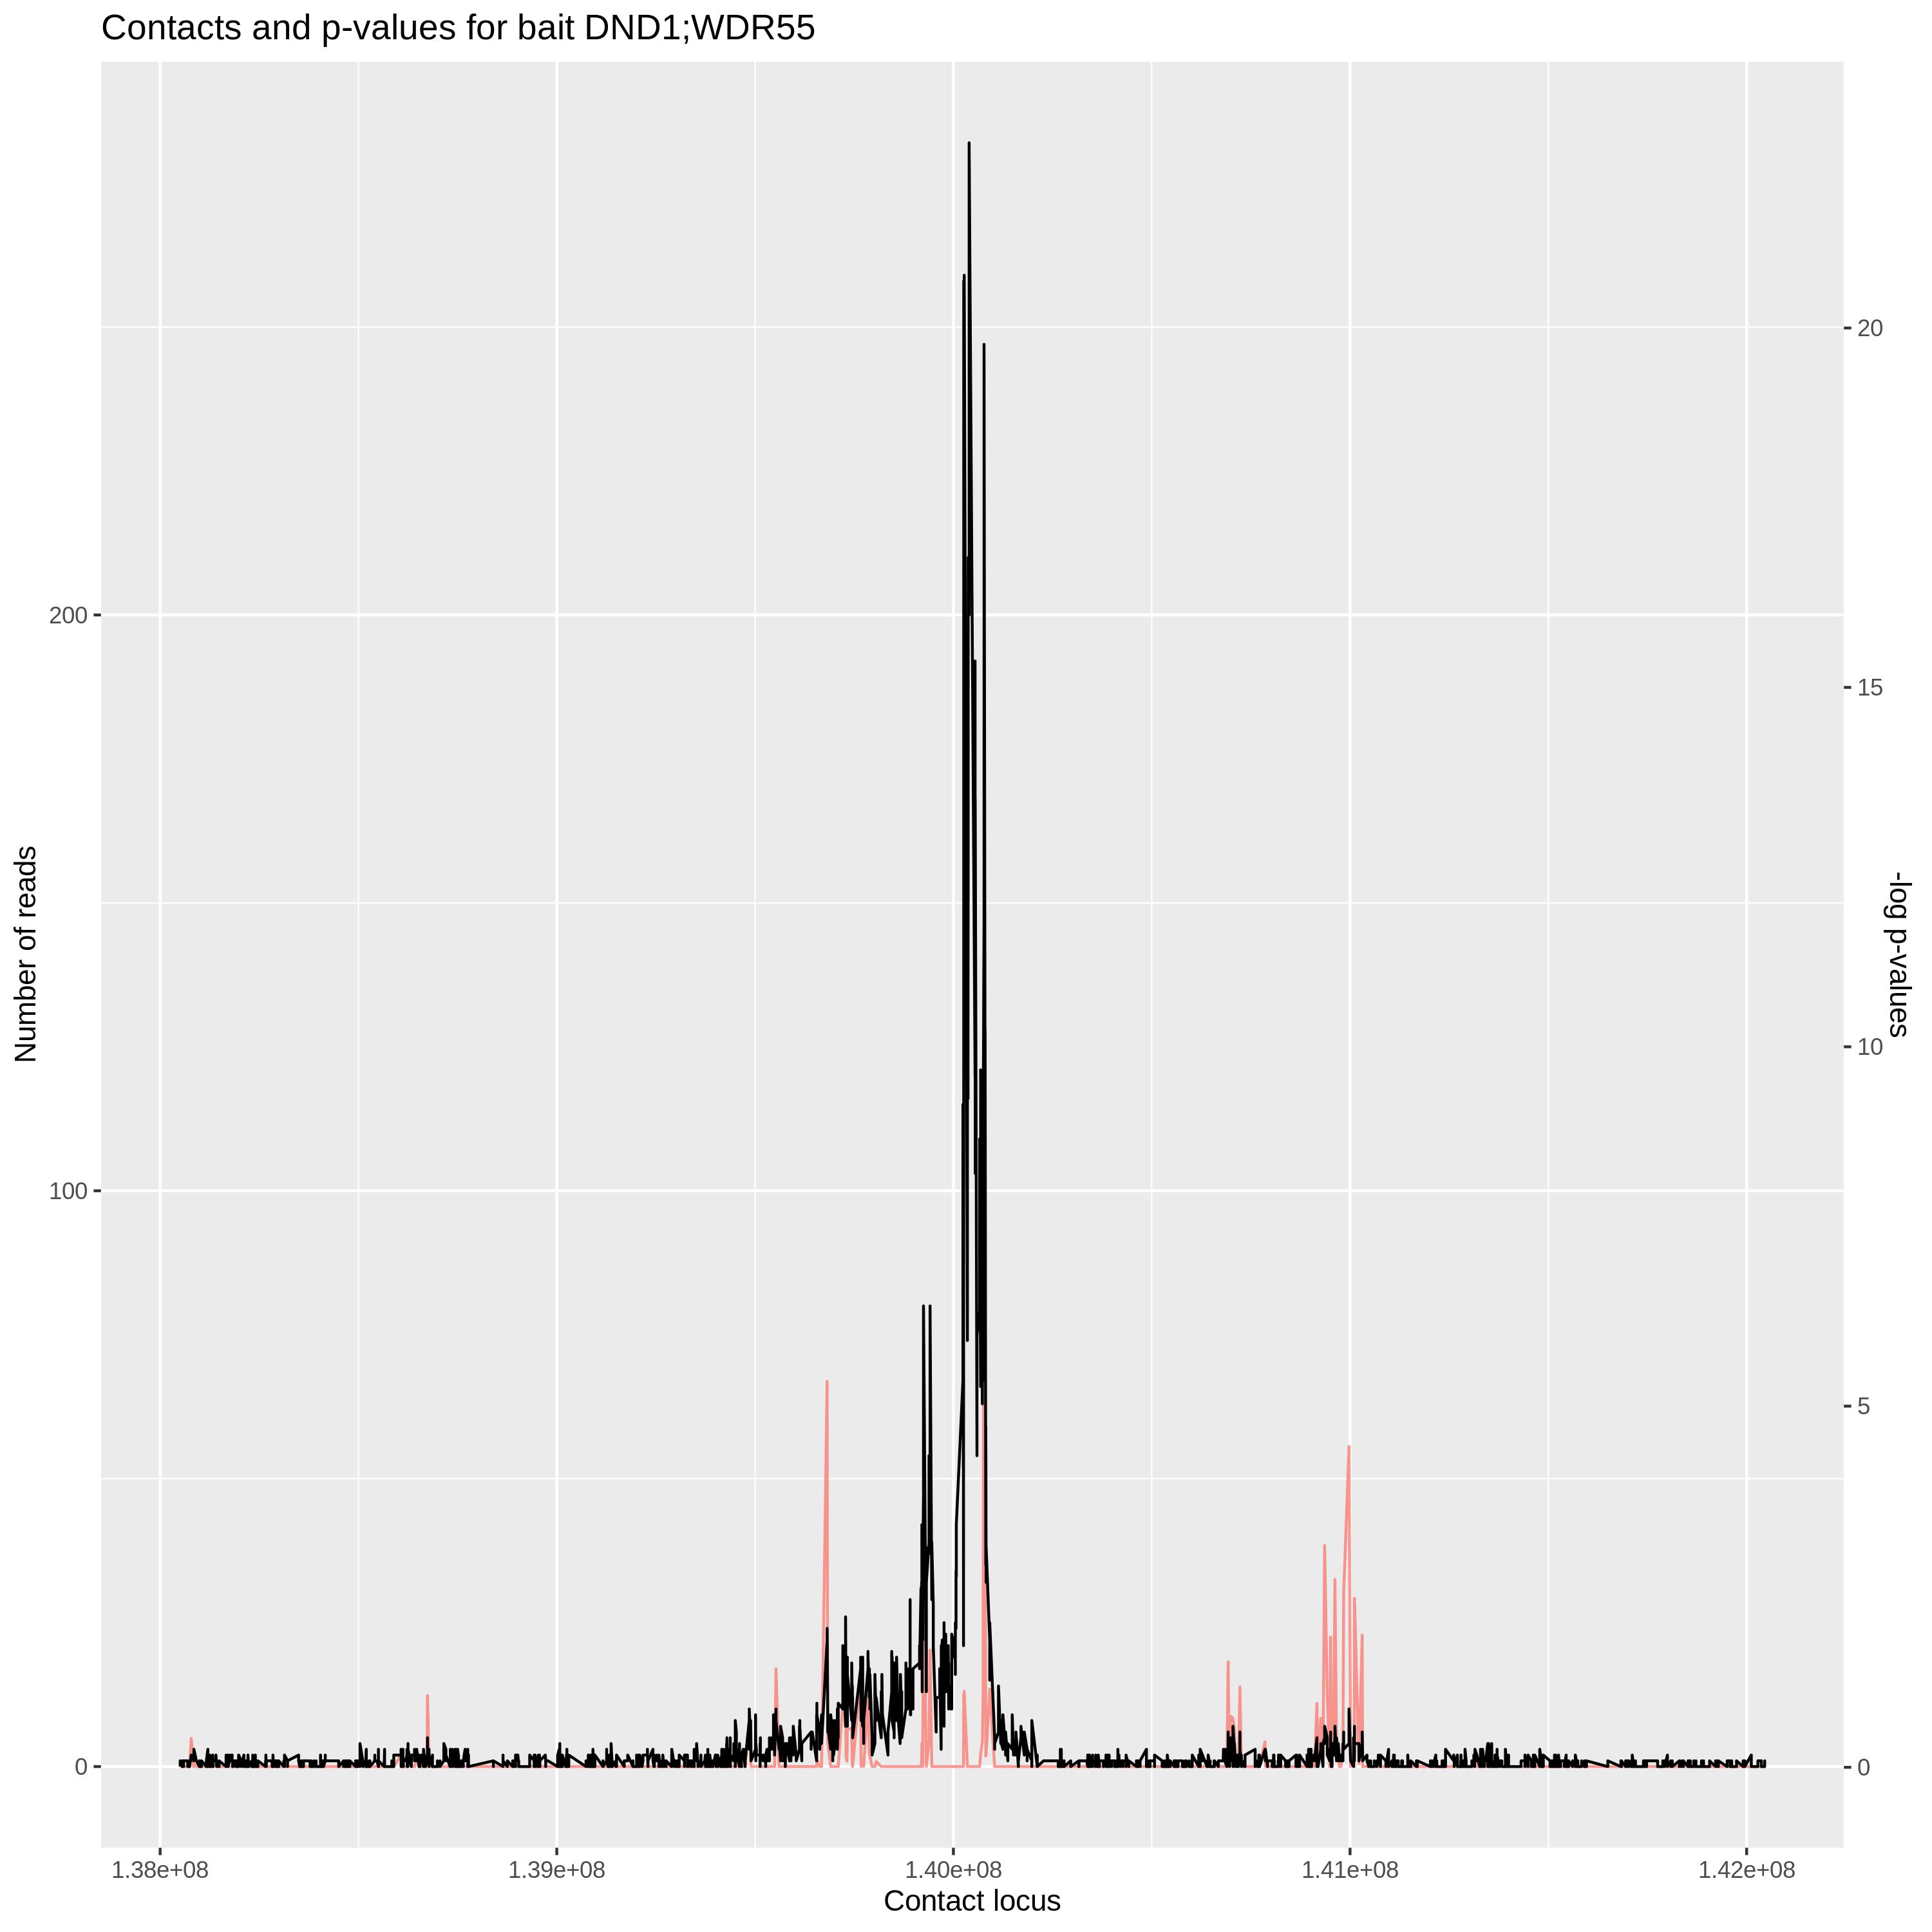 Contacts and p-values for bait DND1;WDR55
Number of reads
200
100
0
20
15
10
5
0
-log p-values
1.38e+08 1.39e+08 1.40e+08 1.41e+08 1.42e+08
Contact locus